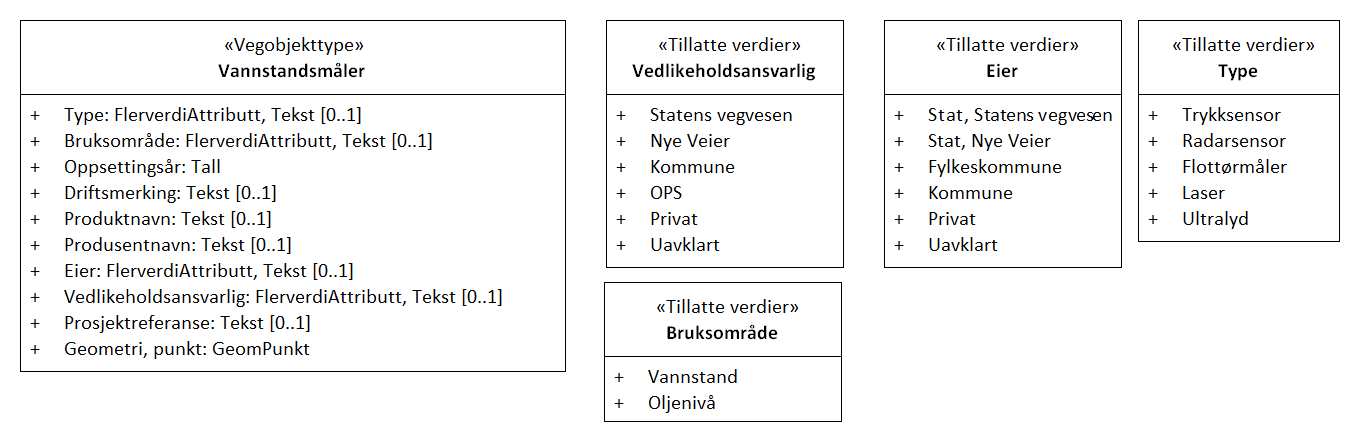 «Vegobjekttype»
Vannstandsmåler
+ Type: FlerverdiAttributt, Tekst [0..1]
+ Bruksområde: FlerverdiAttributt, Tekst [0..1]
+ Oppsettingsår: Tall
+ Driftsmerking: Tekst [0..1]
+ Produktnavn: Tekst [0..1]
+ Produsentnavn: Tekst [0..1]
+ Eier: FlerverdiAttributt, Tekst [0..1]
+ Vedlikeholdsansvarlig: FlerverdiAttributt, Tekst [0..1]
+ Prosjektreferanse: Tekst [0..1]
+ Geometri, punkt: GeomPunkt
«Tillatte verdier»
Vedlikeholdsansvarlig
+ Statens vegvesen
+ Nye Veier
+ Kommune
+ OPS
+ Privat
+ Uavklart
«Tillatte verdier»
Bruksområde
+ Vannstand
+ Oljenivå
«Tillatte verdier»
Eier
+ Stat, Statens vegvesen
+ Stat, Nye Veier
+ Fylkeskommune
+ Kommune
+ Privat
+ Uavklart
«Tillatte verdier»
Type
+ Trykksensor
+ Radarsensor
+ Flottørmåler
+ Laser
+ Ultralyd